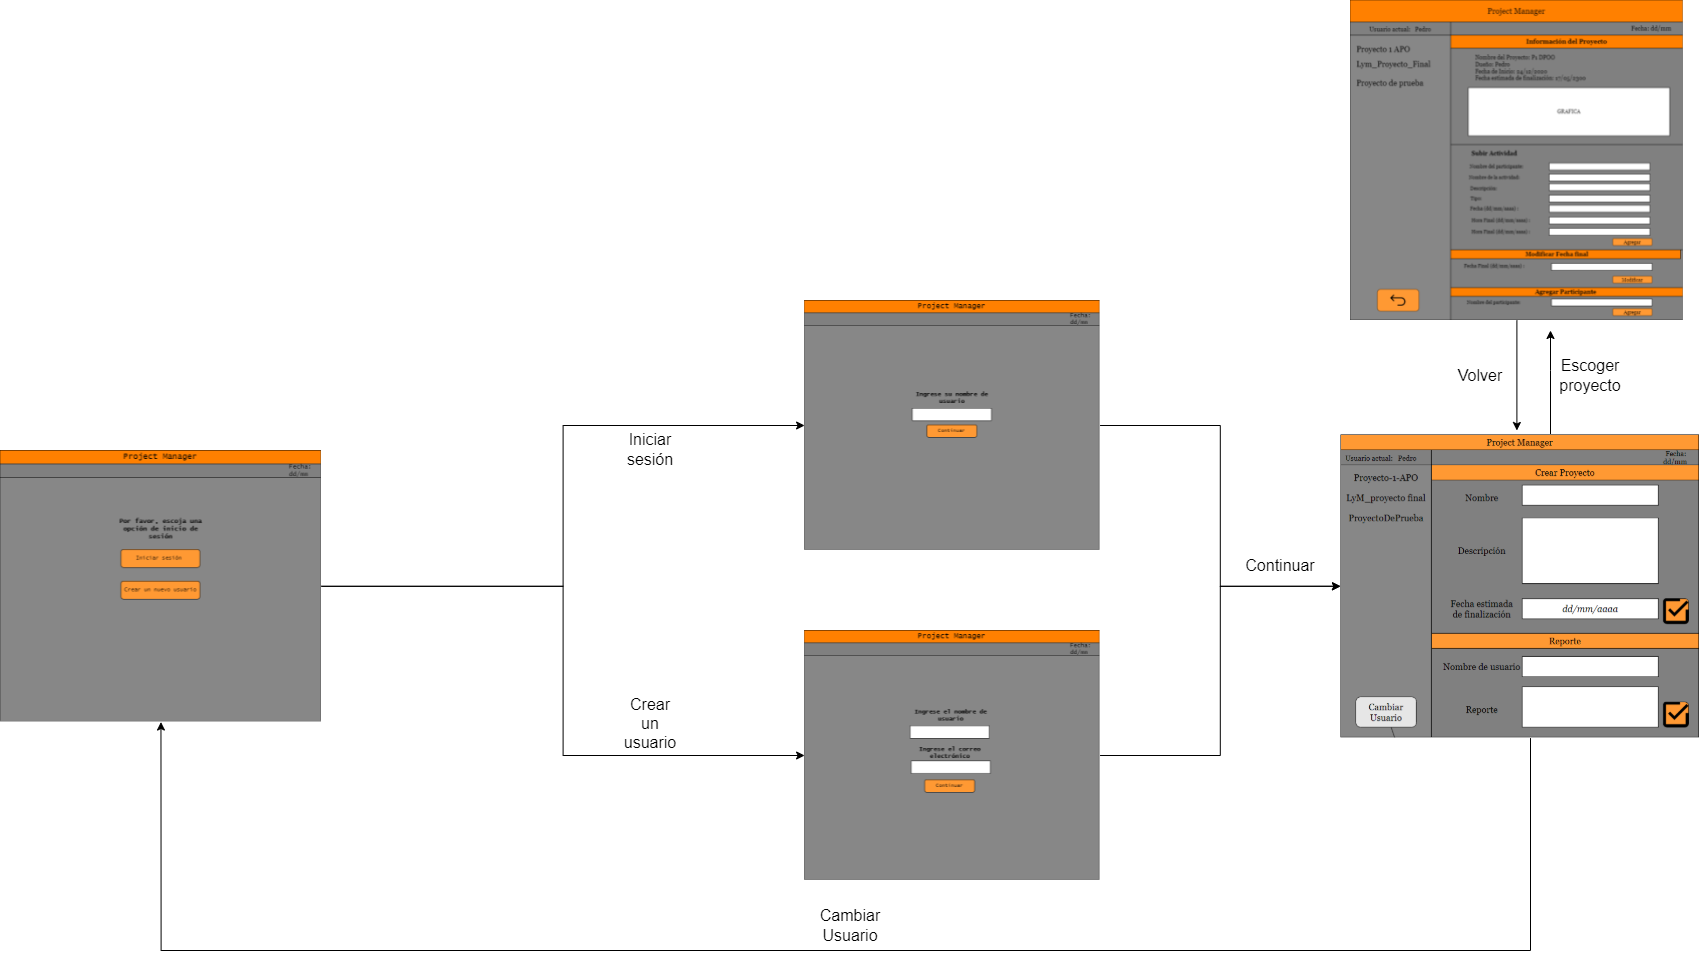 Project Manager
Fecha:
dd/mm
Por favor, escoja una
opción de inicio de
sesión
Iniciar sesión
Crear un nuevo usuario
Iniciar
sesión
Crear
un
usuario
Project Manager
Fecha:
dd/mm
Ingrese su nombre de
usuario
Continuar
Project Manager
Fecha:
dd/mm
Ingrese el nombre de
usuario
Ingrese el correo
electrónico
Continuar
Continuar
Project Manager
Usuario actual: Pedro
Fecha: dd/mm
Proyecto 1 APO
Lym_Proyecto_Final
Proyecto de prueba
Información del Proyecto
Nombre del Proyecto: P1 DPOO
Dueño: Pedro
Fecha de Inicio: 04/10/2020
Fecha estimada de finalización: 27/05/2300
GRAFICA
Subir Actividad
Nombre del participante
Nombre de la actividad
Descripción
Tipo
Fecha (dd/mm/aaaa) :
Hora Final (dd/mm/aaaa) :
Hora Final (dd/mm/aaaa) :
Agregar
Modificar Fecha final
Fecha Final (dd/mm/aaaa) :
Modificar
Agregar Participante
Nombre del participante
Agregar
Volver
Escoger
proyecto
Project Manager
Usuario actual: Pedro
Fecha:
dd/mm
Proyecto-1-APO
LyM_proyecto final
ProyectoDePrueba
Cambiar
Usuario
Crear Proyecto
Nombre
Descripción
Fecha estimada
de finalización
dd/mm/aaaa
Reporte
Nombre de usuario
Reporte
Cambiar
Usuario